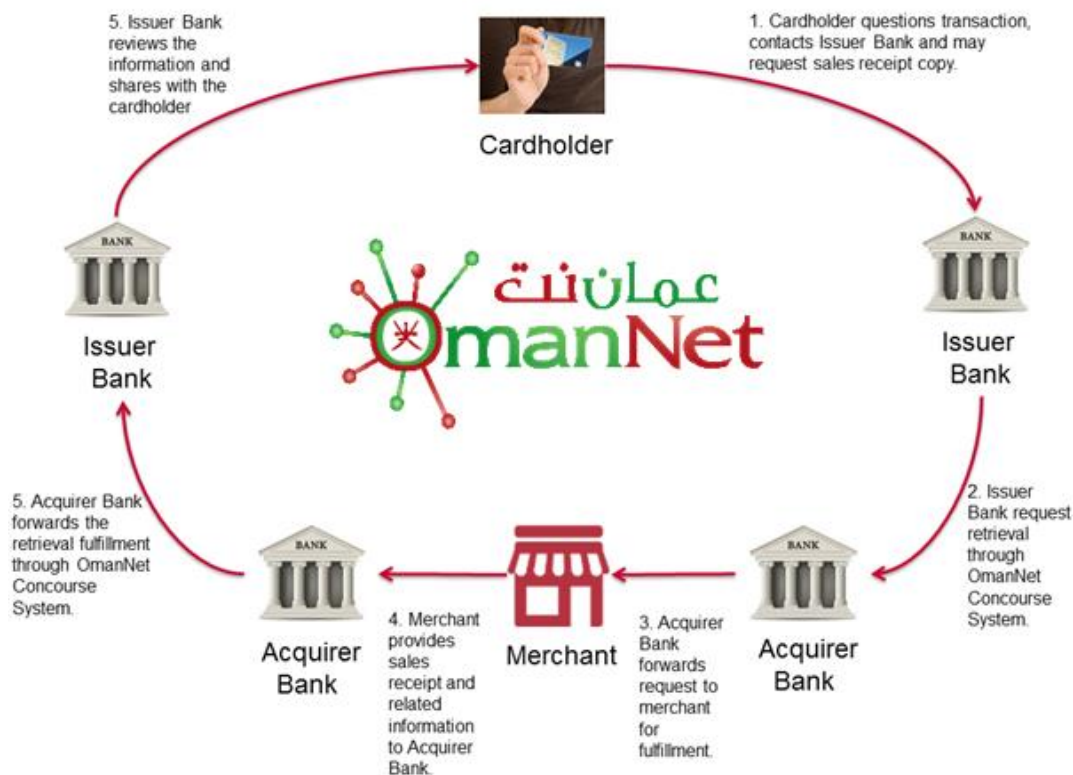 5. Issuer Bank
reviews the
information and
shares with the
cardholder
1. Cardholder questions transaction,
contacts Issuer Bank and may
request sales receipt copy.
Cardholder
BANK
Issuer
Bank
عمان نت
OmanNet
BANK
Issuer
Bank
5. Acquirer Bank
forwards the
retrieval fulfillment
through OmanNet
Concourse
System.
BANK
Acquirer
Bank
4. Merchant
provides
sales
receipt and
related
information
to Acquirer
Bank.
Merchant
3. Acquirer
Bank
forwards
request to
merchant
for
fulfillment.
BANK
Acquirer
Bank
2. Issuer
Bank request
retrieval
through
OmanNet
Concourse
System.